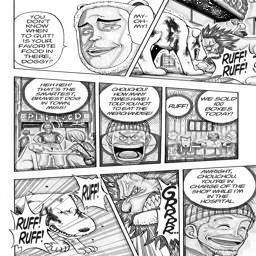 RUFF!
RUFF!
MY-
OH-
MY!
YOU
DON'T
KNOW
WHEN
TO QUIT!
IS YOUR
FAVORITE
FOOD IN
THERE,
DOGGY?
WE SOLD
100
BOXES
TODAY!
RUFF!
CHOUCHOU!
HOW MANY
TIMES HAVE I
TOLD YOU NOT
TO EAT THE
MERCHANDISE!
HEH HEH!
THAT'S THE
SMARTEST,
BRAVEST DOG
IN TOWN,
MISS!
AWRIGHT,
CHOUCHOU.
YOU'RE IN
CHARGE OF
THE SHOP
WHILE I'M
IN THE
HOSPITAL.
RUFF!
RUFF!
RUFF!